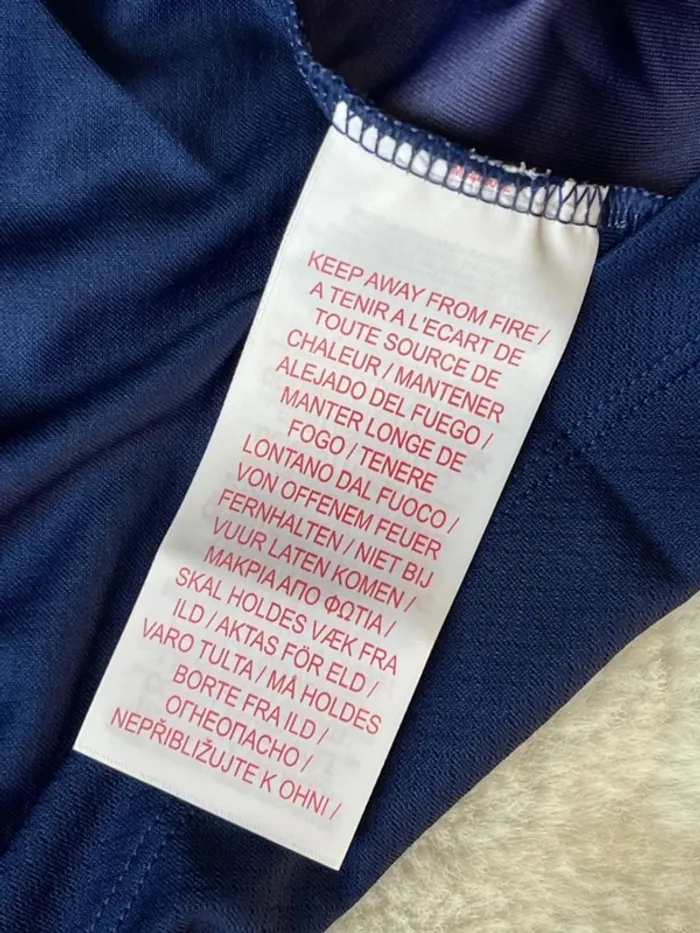 KEEP AWAY FROM FIRE /
A TENIR A L'ECART DE
TOUTE SOURCE DE
CHALEUR / MANTENER
ALEJADO DEL FUEGO /
MANTER LONGE DE
FOGO / TENERE
LONTANO DAL FUOCO /
VON OFFENEM FEUER
FERNHALTEN / NIET BIJ
VUUR LATEN KOMEN /
ΜΑΚΡΙΑ ΑΠΟ ΦΩΤΙΑ /
SKAL HOLDES VÆK FRA
ILD / AKTAS FÖR ELD /
VARO TULTA / MÅ HOLDES
BORTE FRA ILD /
ОГНЕОПАСНО /
NEPŘIBLIŽUJTE K OHNI /